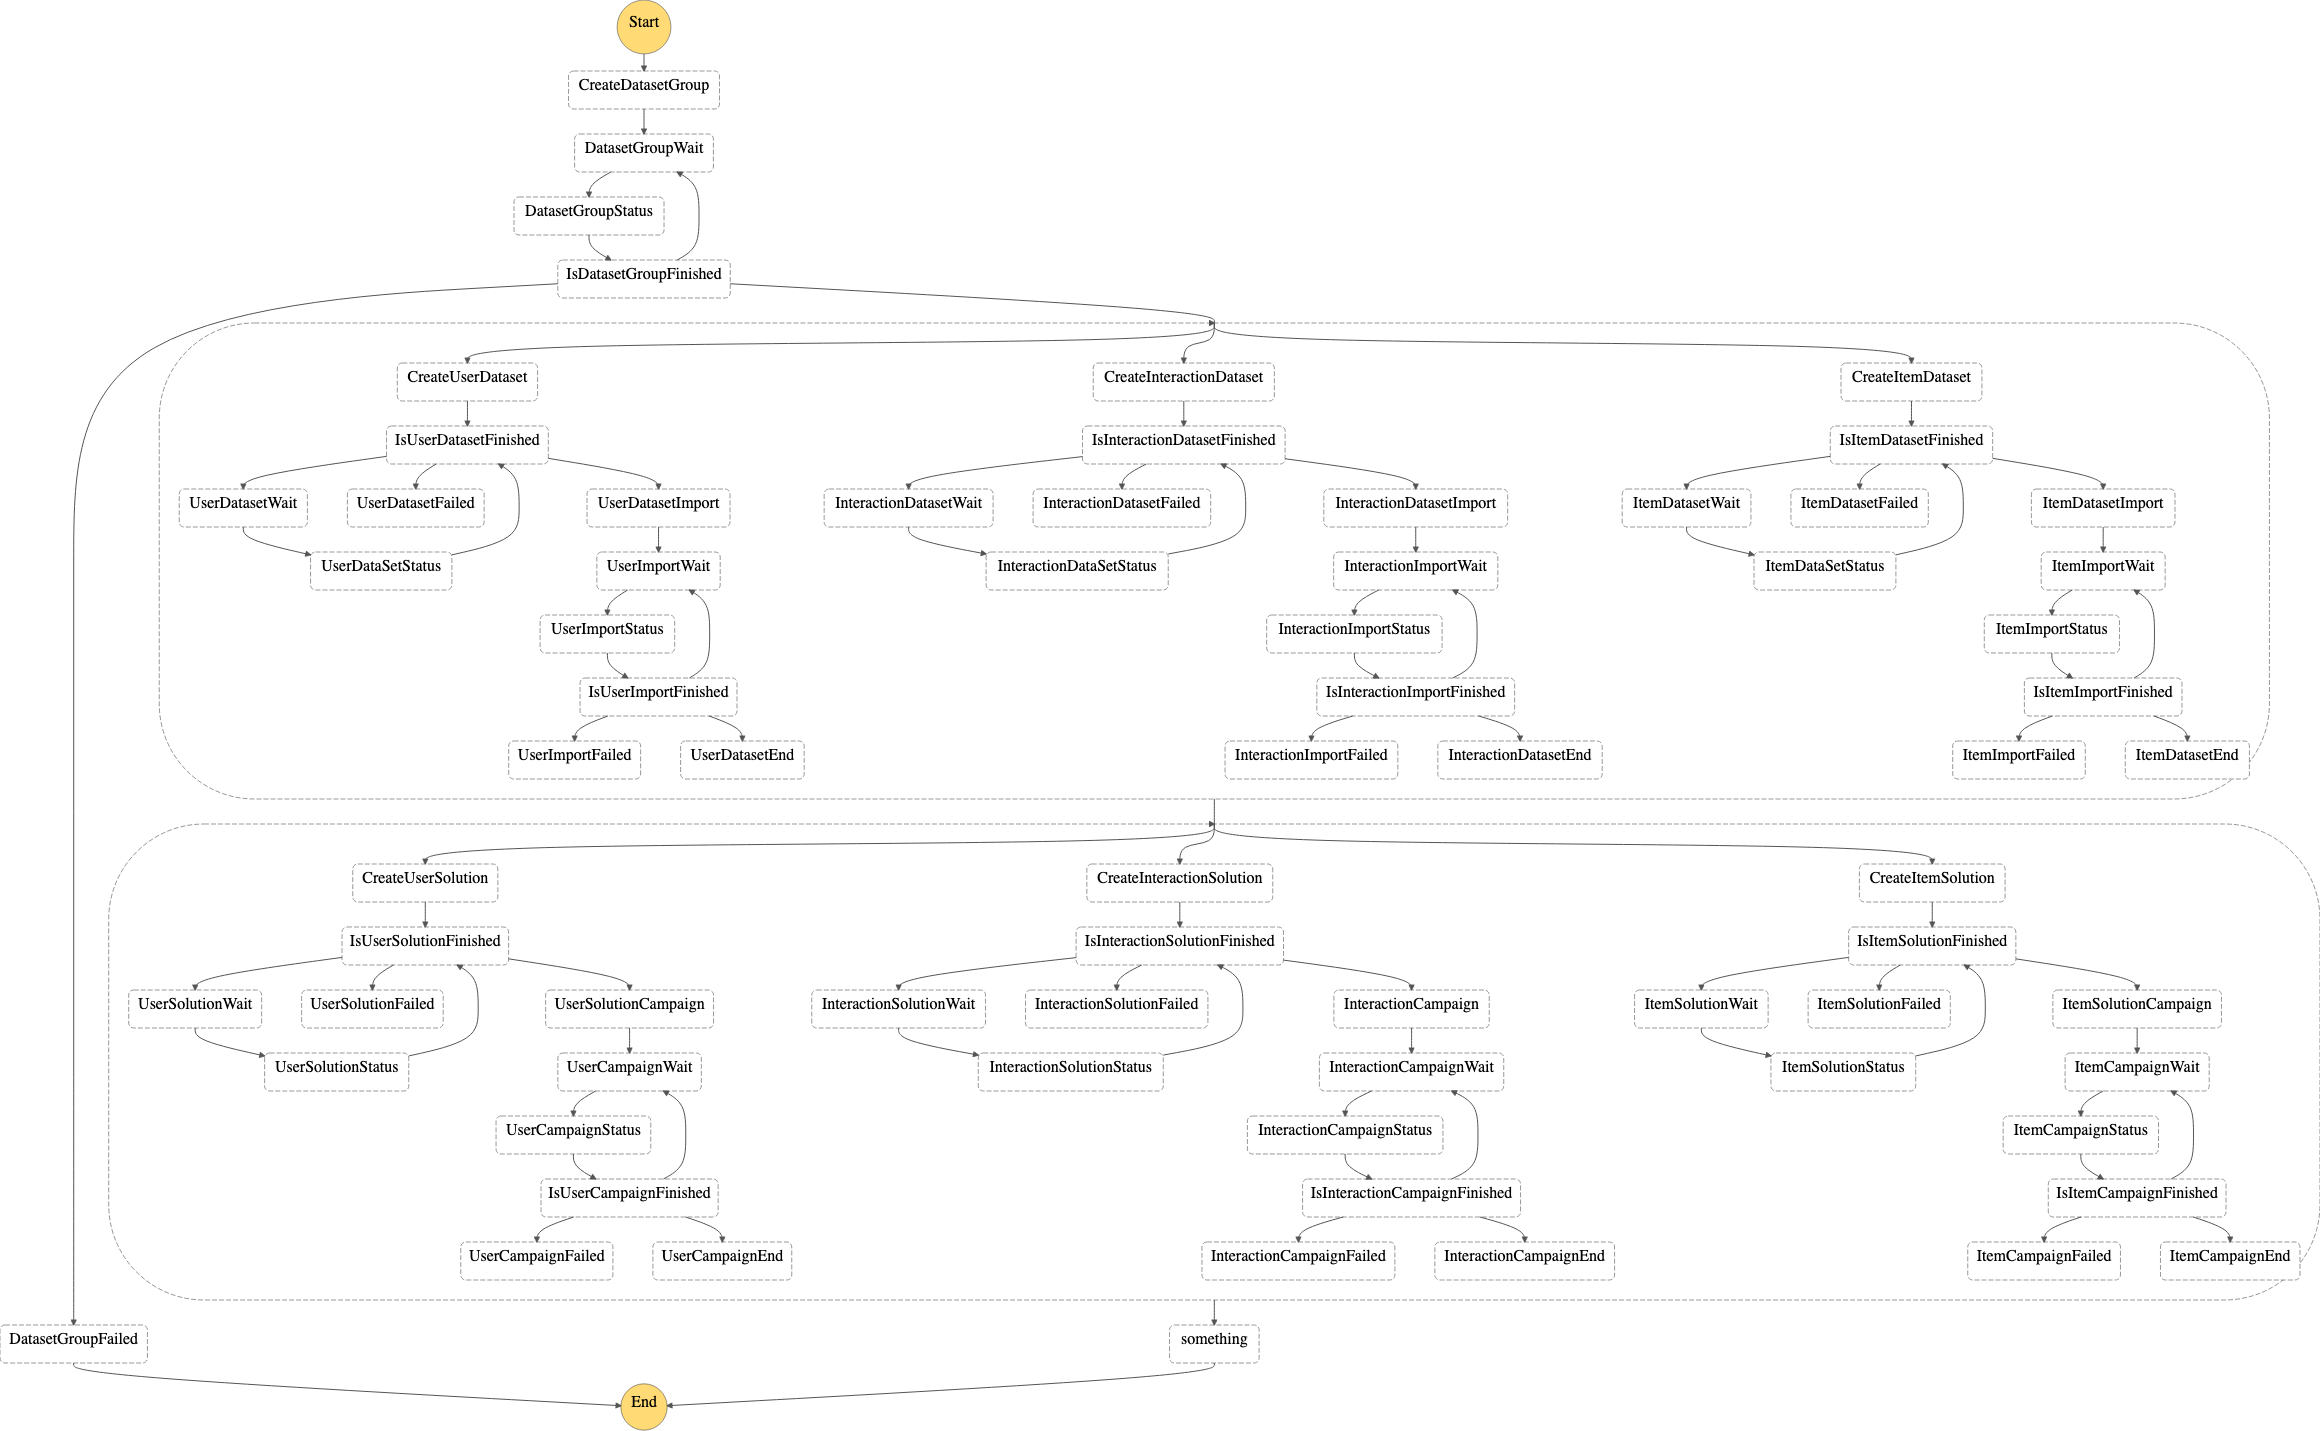 Start
CreateDatasetGroup
DatasetGroupWait
DatasetGroupStatus
IsDatasetGroupFinished
CreateUserDataset
CreateInteractionDataset
CreateItemDataset
IsUserDatasetFinished
IsInteractionDatasetFinished
IsItemDatasetFinished
UserDatasetWait
UserDatasetFailed
UserDatasetImport
InteractionDatasetWait
InteractionDatasetFailed
InteractionDatasetImport
ItemDatasetWait
ItemDatasetFailed
ItemDatasetImport
UserDataSetStatus
UserImportWait
InteractionDataSetStatus
InteractionImportWait
ItemDataSetStatus
ItemImportWait
UserImportStatus
InteractionImportStatus
ItemImportStatus
IsUserImportFinished
IsInteractionImportFinished
IsItemImportFinished
UserImportFailed
UserDatasetEnd
InteractionImportFailed
InteractionDatasetEnd
ItemImportFailed
ItemDatasetEnd
CreateUserSolution
CreateInteractionSolution
CreateItemSolution
IsUserSolutionFinished
IsInteractionSolutionFinished
IsItemSolutionFinished
UserSolutionWait
UserSolutionFailed
UserSolutionCampaign
InteractionSolutionWait
InteractionSolutionFailed
InteractionCampaign
ItemSolutionWait
ItemSolutionFailed
ItemSolutionCampaign
UserSolutionStatus
UserCampaignWait
InteractionSolutionStatus
InteractionCampaignWait
ItemSolutionStatus
ItemCampaignWait
UserCampaignStatus
InteractionCampaignStatus
ItemCampaignStatus
IsUserCampaignFinished
IsInteractionCampaignFinished
IsItemCampaignFinished
UserCampaignFailed
UserCampaignEnd
InteractionCampaignFailed
InteractionCampaignEnd
ItemCampaignFailed
ItemCampaignEnd
DatasetGroupFailed
something
End